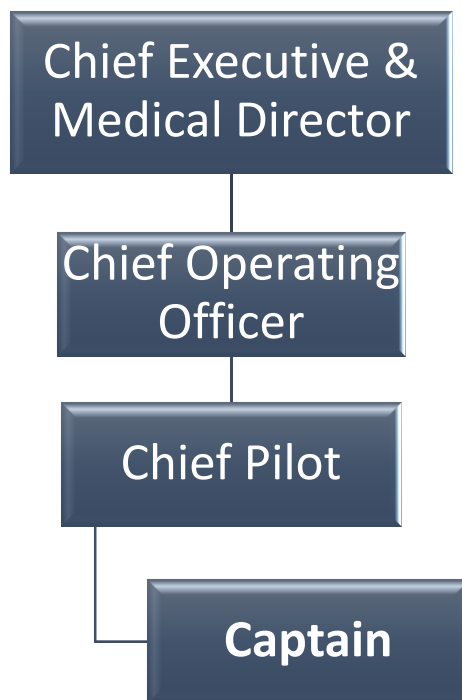 Chief Executive &
Medical Director
Chief Operating
Officer
Chief Pilot
Captain